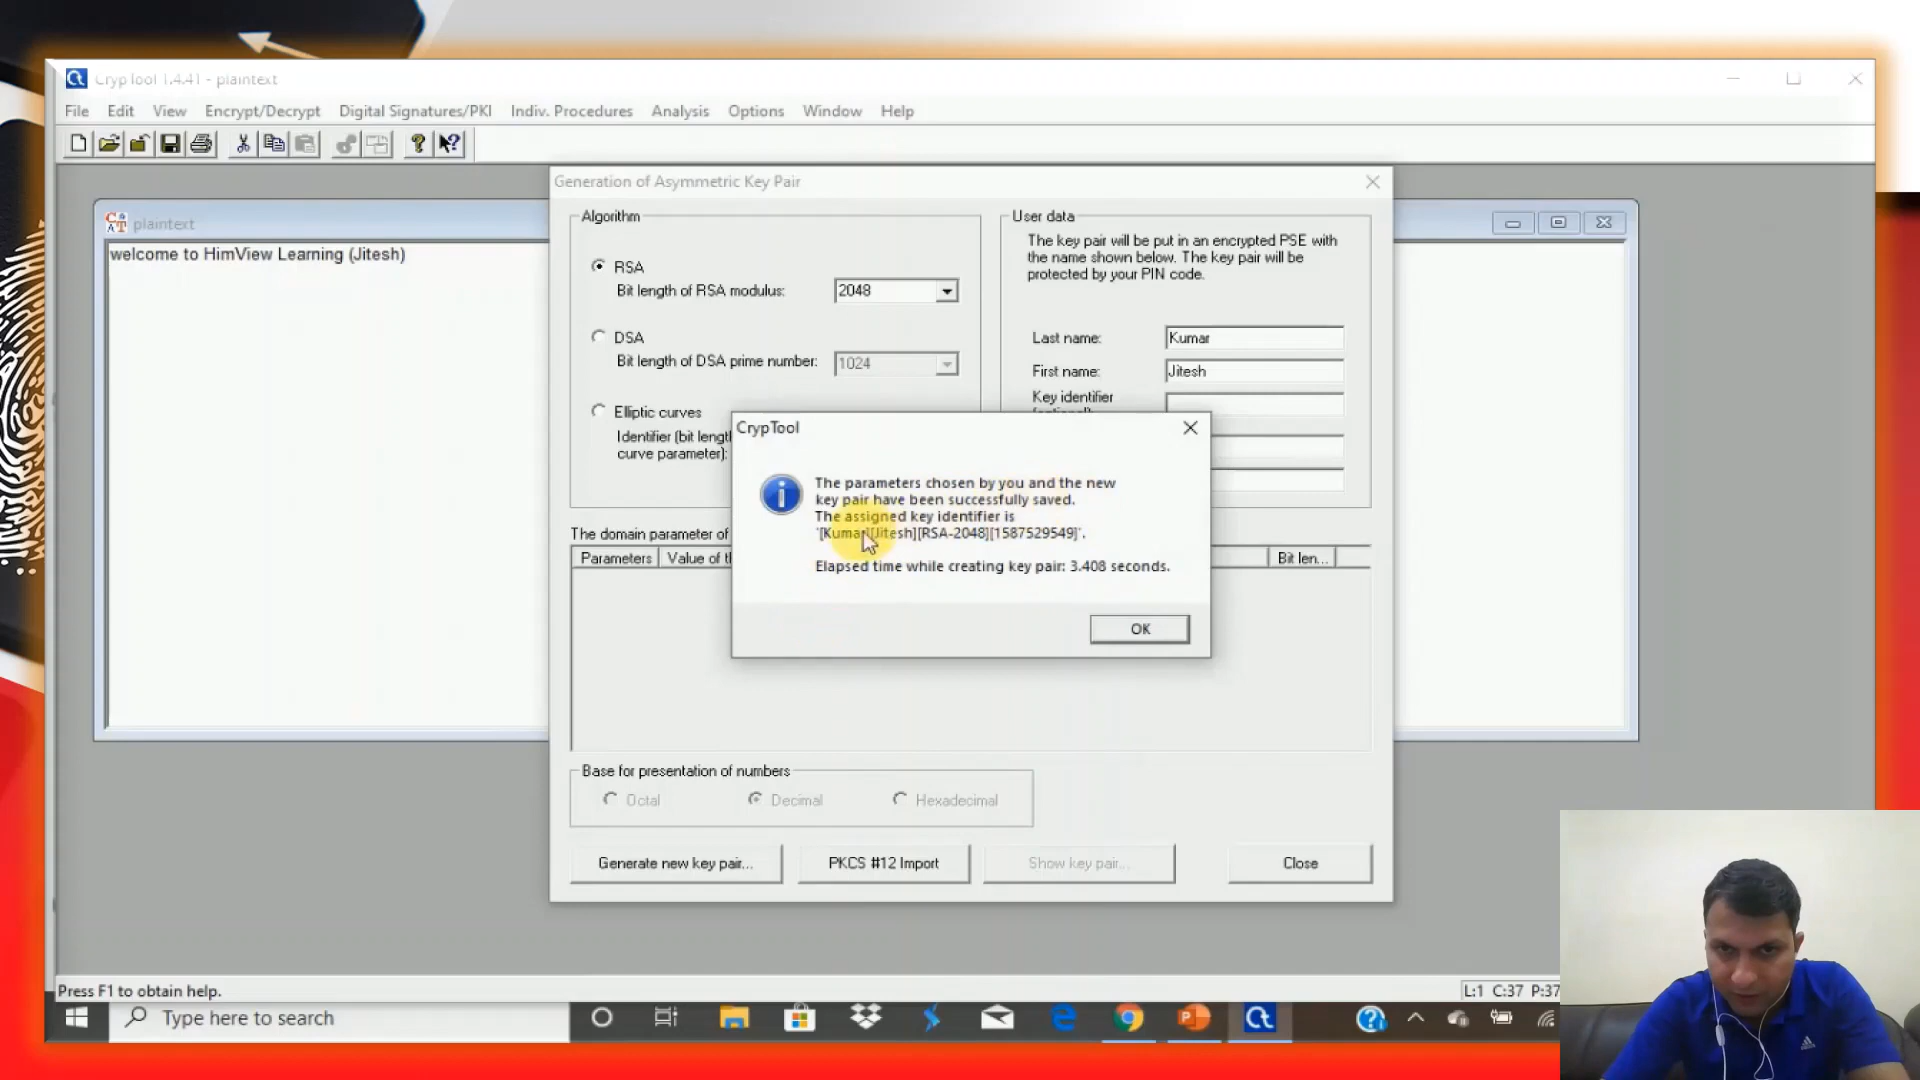 CrypTool 1.4.41 - plaintext
File Edit View Encrypt/Decrypt Digital Signatures/PKI Indiv. Procedures Analysis Options Window Help
plaintext
welcome to HimView Learning (Jitesh)
Generation of Asymmetric Key Pair
Algorithm
RSA
Bit length of RSA modulus: 2048
DSA
Bit length of DSA prime number: 1024
Elliptic curves
Identifier (bit length
curve parameter):
User data
The key pair will be put in an encrypted PSE with
the name shown below. The key pair will be
protected by your PIN code.
Last name: Kumar
First name: Jitesh
Key identifier
CrypTool
The parameters chosen by you and the new
key pair have been successfully saved.
The assigned key identifier is
'[Kumar][Jitesh][RSA-2048][1587529549]'.
Elapsed time while creating key pair: 3.408 seconds.
OK
The domain parameter of
Parameters Value of Bit len...
Base for presentation of numbers
Octal Decimal Hexadecimal
Generate new key pair... PKCS #12 Import Show key pair... Close
Press F1 to obtain help.
L:1 C:37 P:37
Type here to search